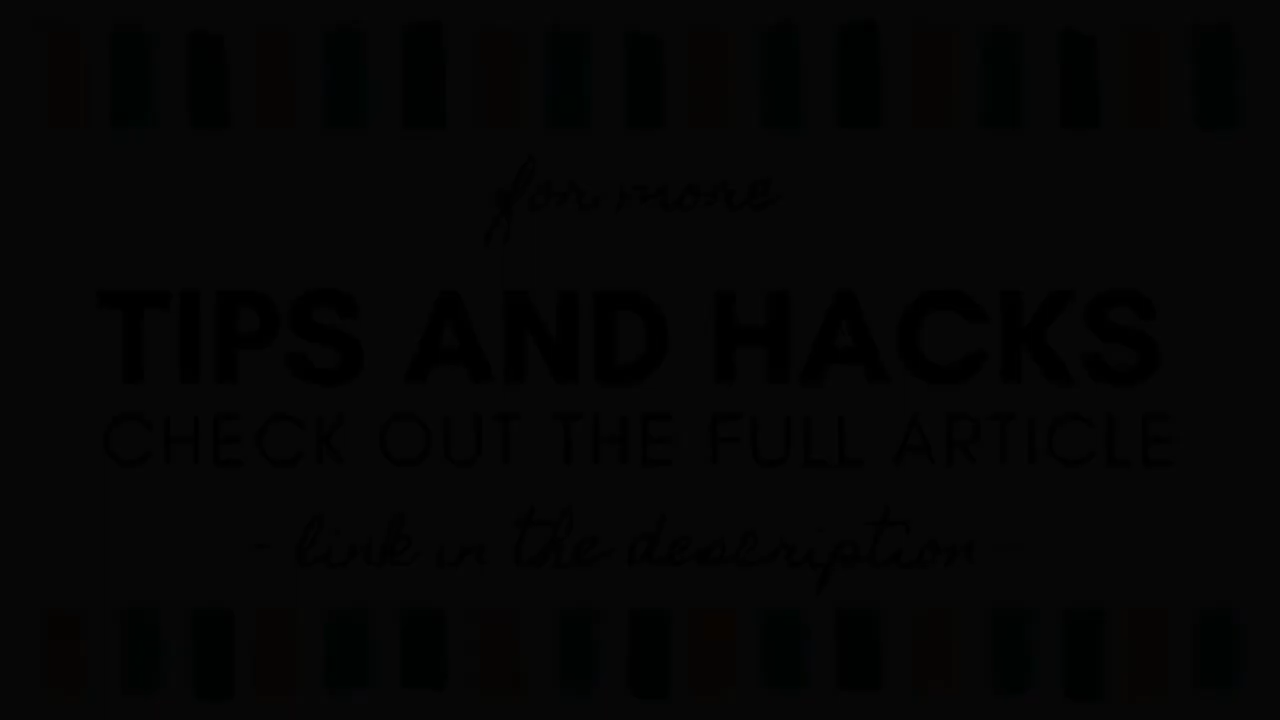 for more
TIPS AND HACKS
CHECK OUT THE FULL ARTICLE
- link in the description -